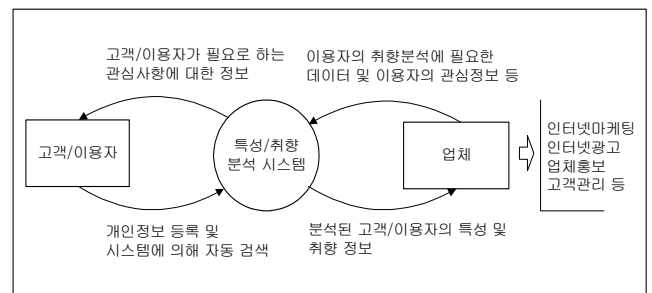 고객/이용자가 필요로 하는
관심사항에 대한 정보
이용자의 취향분석에 필요한
데이터 및 이용자의 관심정보 등
고객/이용자
특성/취향
분석 시스템
업체
인터넷마케팅
인터넷광고
업체홍보
고객관리 등
개인정보 등록 및
시스템에 의해 자동 검색
분석된 고객/이용자의 특성 및
취향 정보